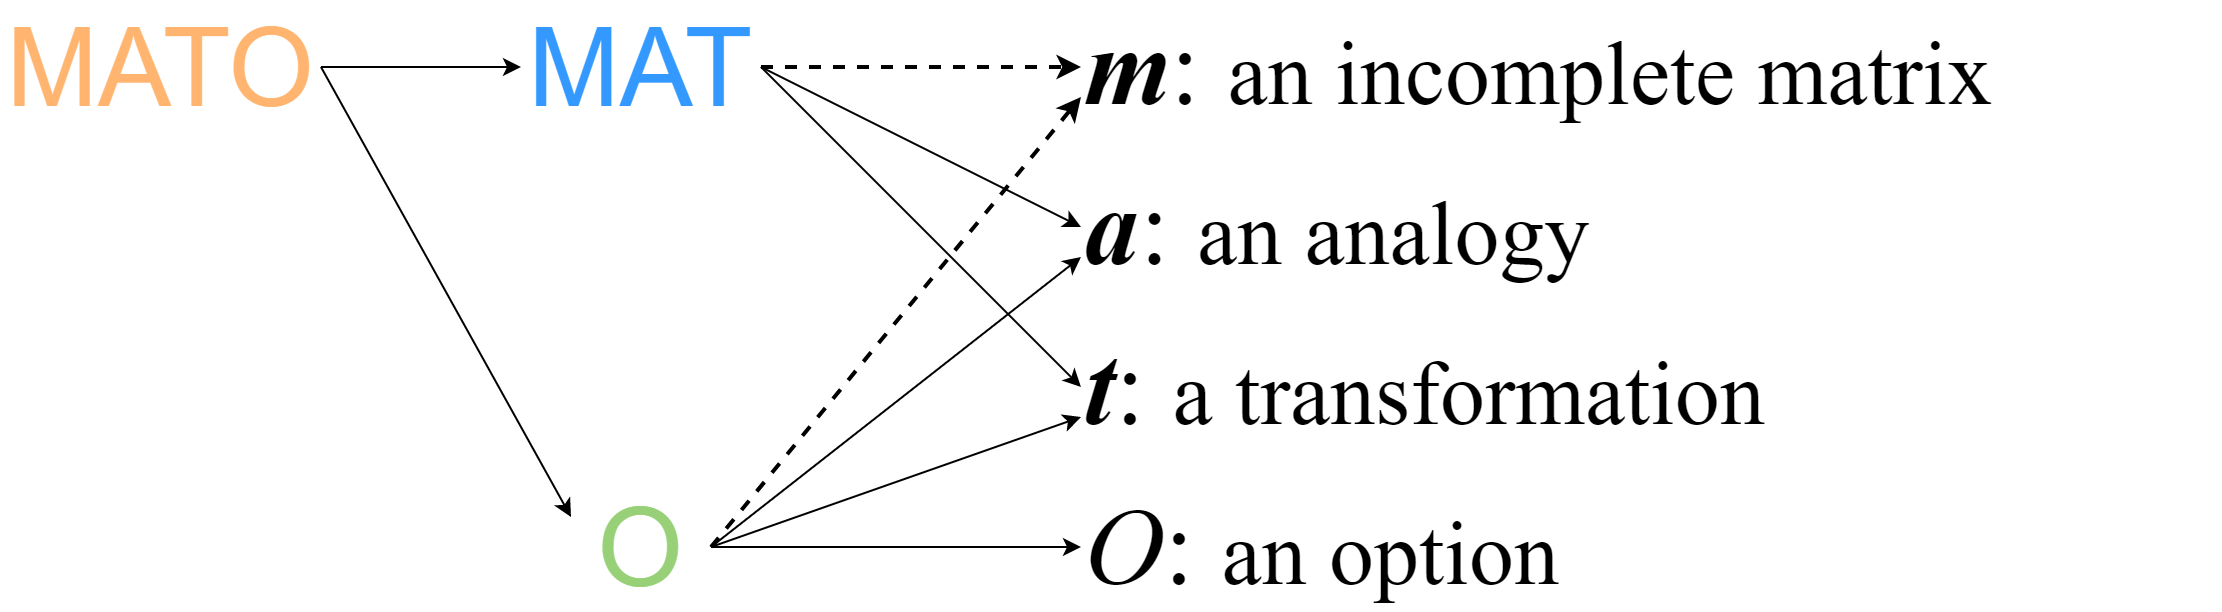 MATO MAT m: an incomplete matrix
a: an analogy
t: a transformation
O O: an option